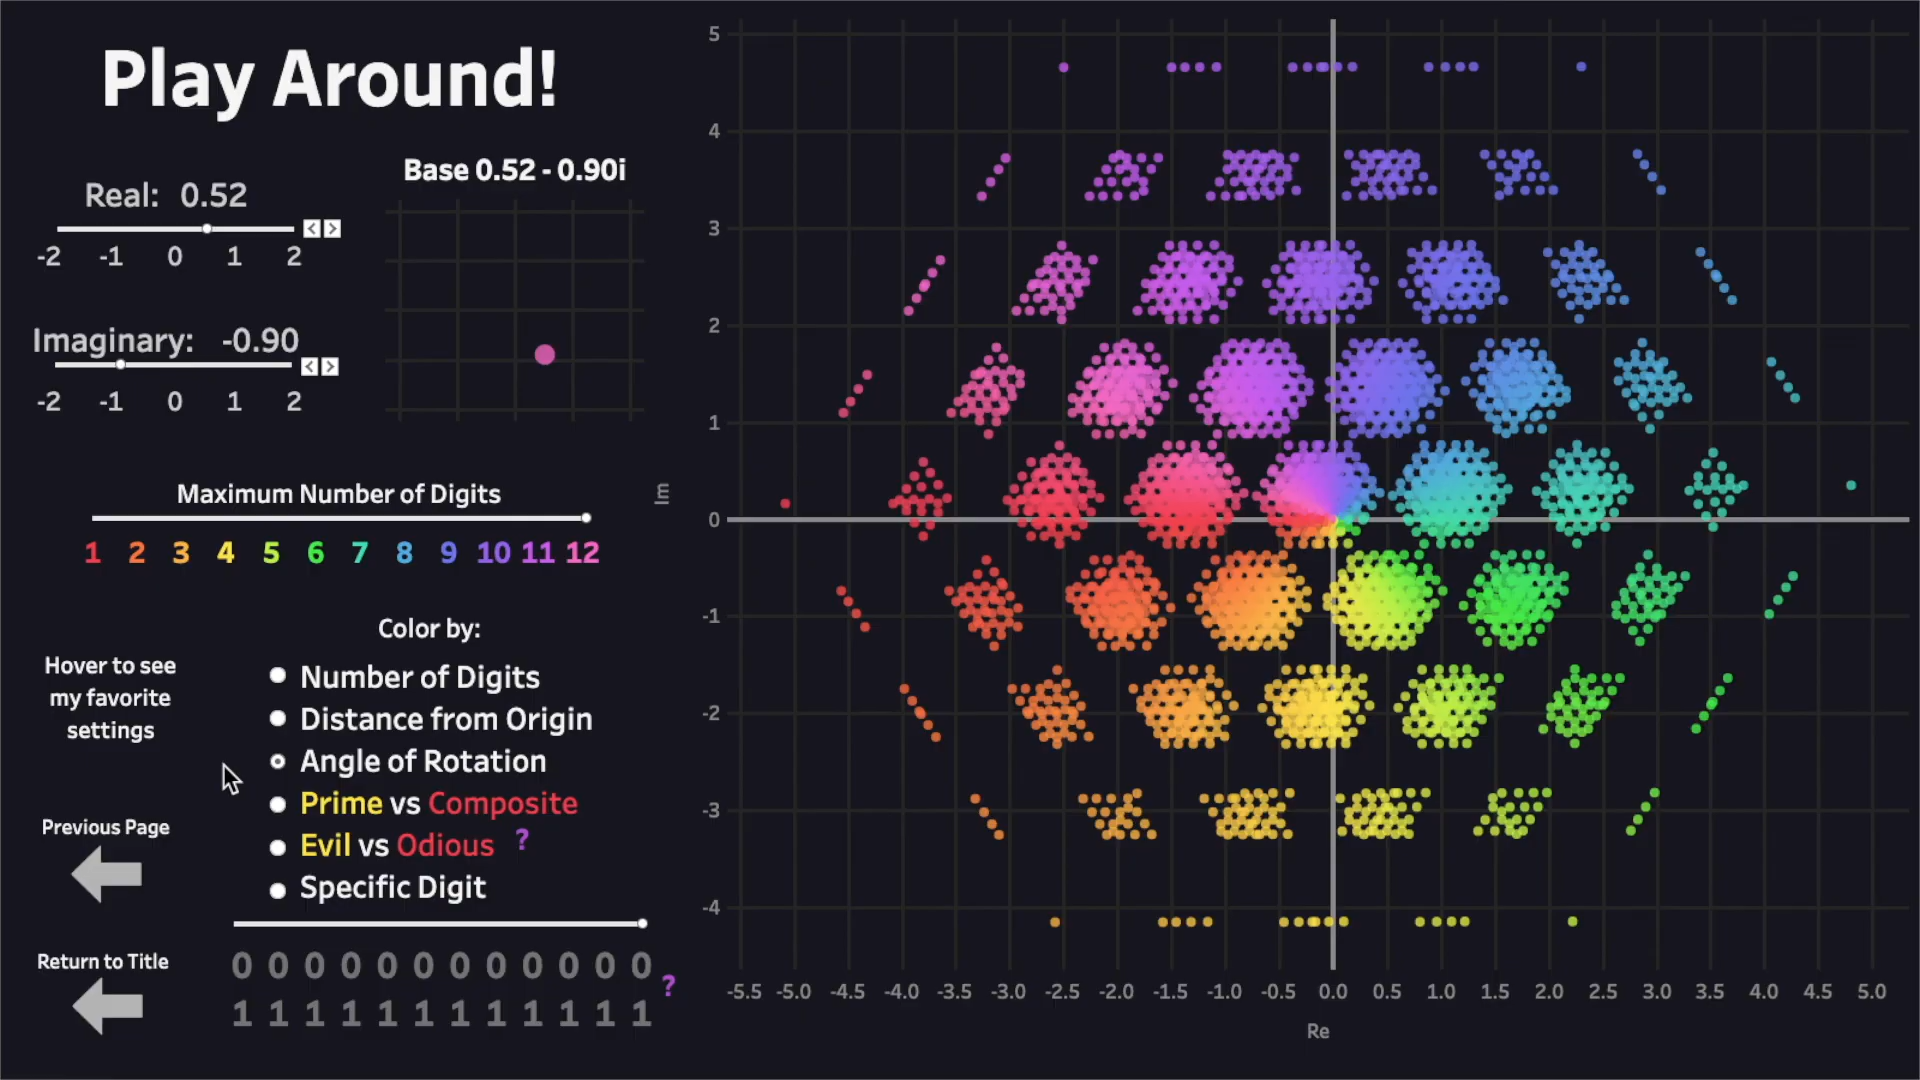 Play Around!
Real: 0.52
-2 -1 0 1 2
Imaginary: -0.90
-2 -1 0 1 2
Base 0.52 - 0.90i
Maximum Number of Digits
1 2 3 4 5 6 7 8 9 10 11 12
Color by:
Number of Digits
Distance from Origin
Angle of Rotation
Prime vs Composite
Evil vs Odious ?
Specific Digit
Hover to see
my favorite
settings
Previous Page
Return to Title
0 0 0 0 0 0 0 0 0 0 0 0
1 1 1 1 1 1 1 1 1 1 1 1
?
Im
5
4
3
2
1
0
-1
-2
-3
-4
-5.5 -5.0 -4.5 -4.0 -3.5 -3.0 -2.5 -2.0 -1.5 -1.0 -0.5 0.0 0.5 1.0 1.5 2.0 2.5 3.0 3.5 4.0 4.5 5.0
Re